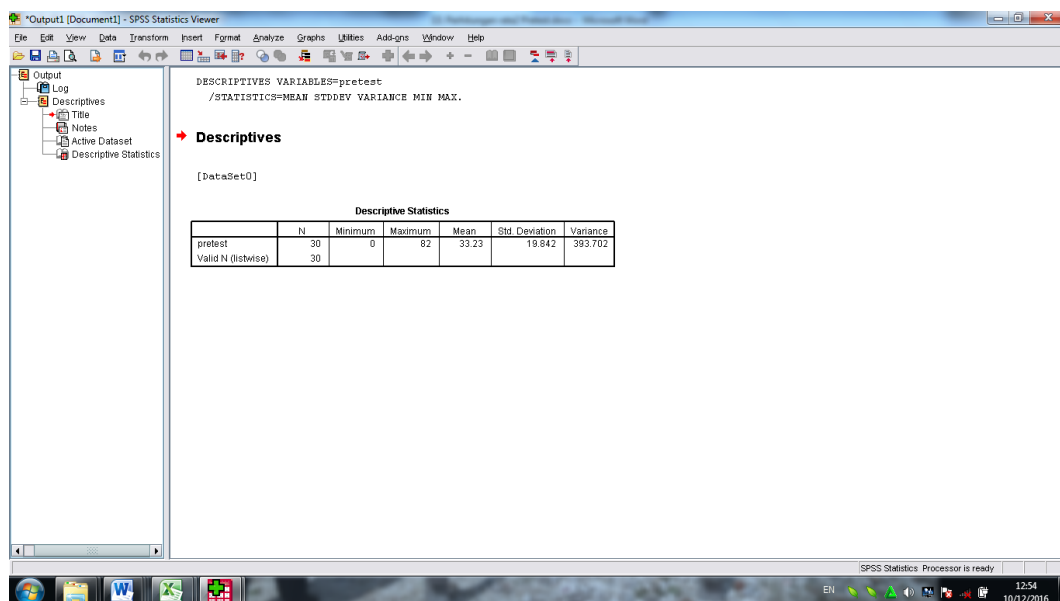 *Output1 [Document1] - SPSS Statistics Viewer
File Edit View Data Transform Insert Format Analyze Graphs Utilities Add-ons Window Help
Output
Log
Descriptives
Title
Notes
Active Dataset
Descriptive Statistics
DESCRIPTIVES VARIABLES=pretest
/STATISTICS=MEAN STDDEV VARIANCE MIN MAX.
Descriptives
[DataSet0]
Descriptive Statistics
N Minimum Maximum Mean Std. Deviation Variance
pretest 30 0 82 33.23 19.842 393.702
Valid N (listwise) 30
SPSS Statistics Processor is ready
EN 12:54
10/12/2016